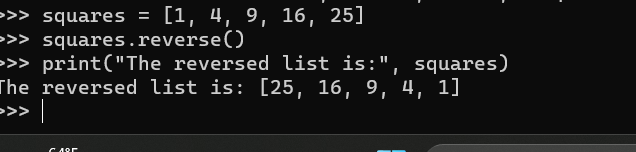 >>> squares = [1, 4, 9, 16, 25]
>>> squares.reverse()
>>> print("The reversed list is:", squares)
The reversed list is: [25, 16, 9, 4, 1]
>>>